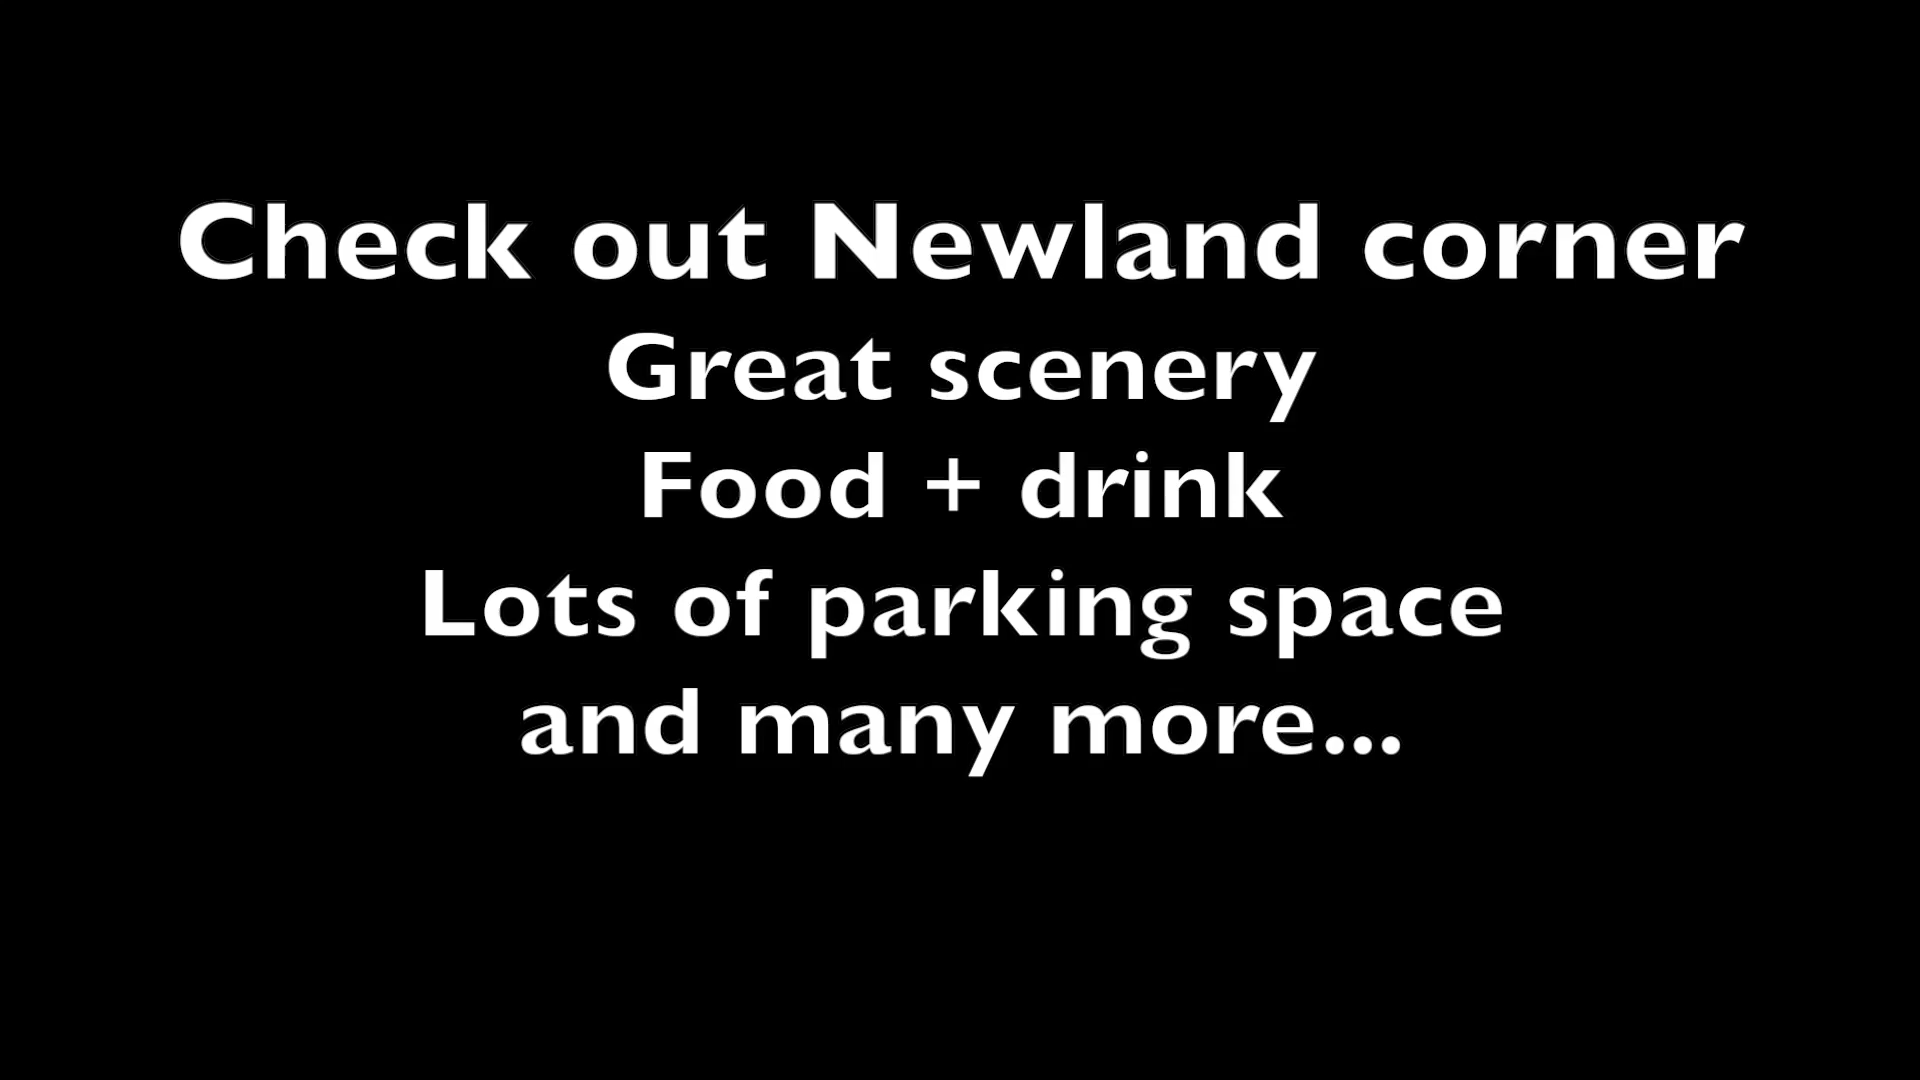 Check out Newland corner
Great scenery
Food + drink
Lots of parking space
and many more...